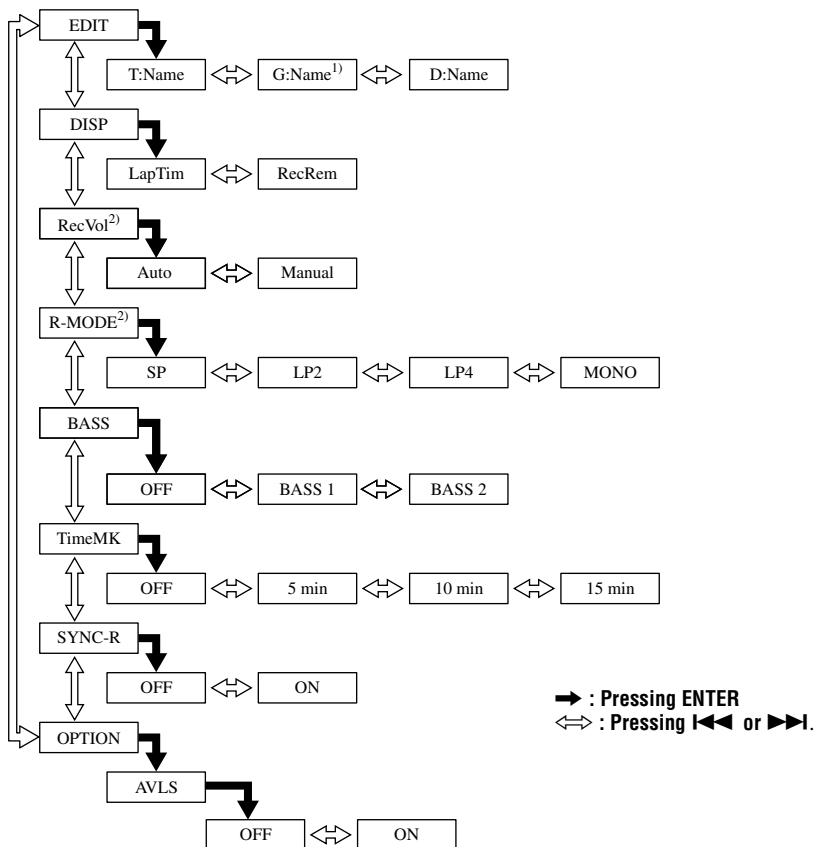 EDIT
T:Name G:Name1) D:Name
DISP
LapTim RecRem
RecVol2)
Auto Manual
R-MODE2)
SP LP2 LP4 MONO
BASS
OFF BASS 1 BASS 2
TimeMK
OFF 5 min 10 min 15 min
SYNC-R
OFF ON
: Pressing ENTER
: Pressing ⏮ or ⏭.
OPTION
AVLS
OFF ON